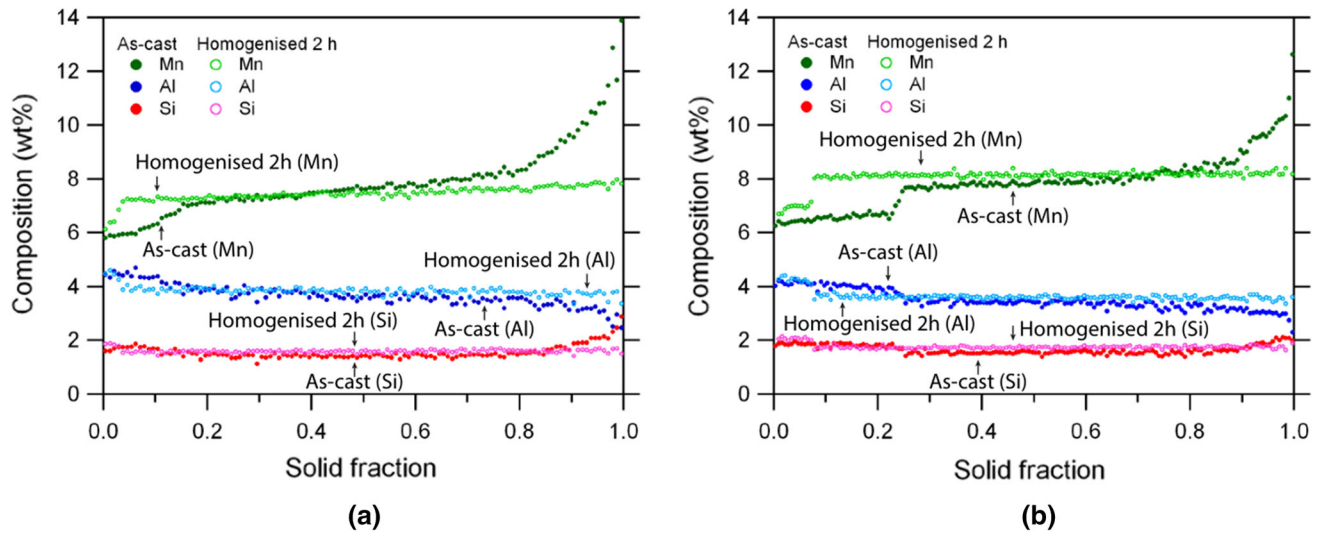 14
12
10
8
6
4
2
0
Composition (wt%)
As-cast Homogenised 2 h
Mn Mn
Al Al
Si Si
Homogenised 2h (Mn)
As-cast (Mn)
Homogenised 2h (Al)
Homogenised 2h (Si)
As-cast (Al)
As-cast (Si)
0.0 0.2 0.4 0.6 0.8 1.0
Solid fraction
(a)
14
12
10
8
6
4
2
0
Composition (wt%)
As-cast Homogenised 2 h
Mn Mn
Al Al
Si Si
Homogenised 2h (Mn)
As-cast (Mn)
As-cast (Al)
Homogenised 2h (Al)
Homogenised 2h (Si)
As-cast (Si)
0.0 0.2 0.4 0.6 0.8 1.0
Solid fraction
(b)